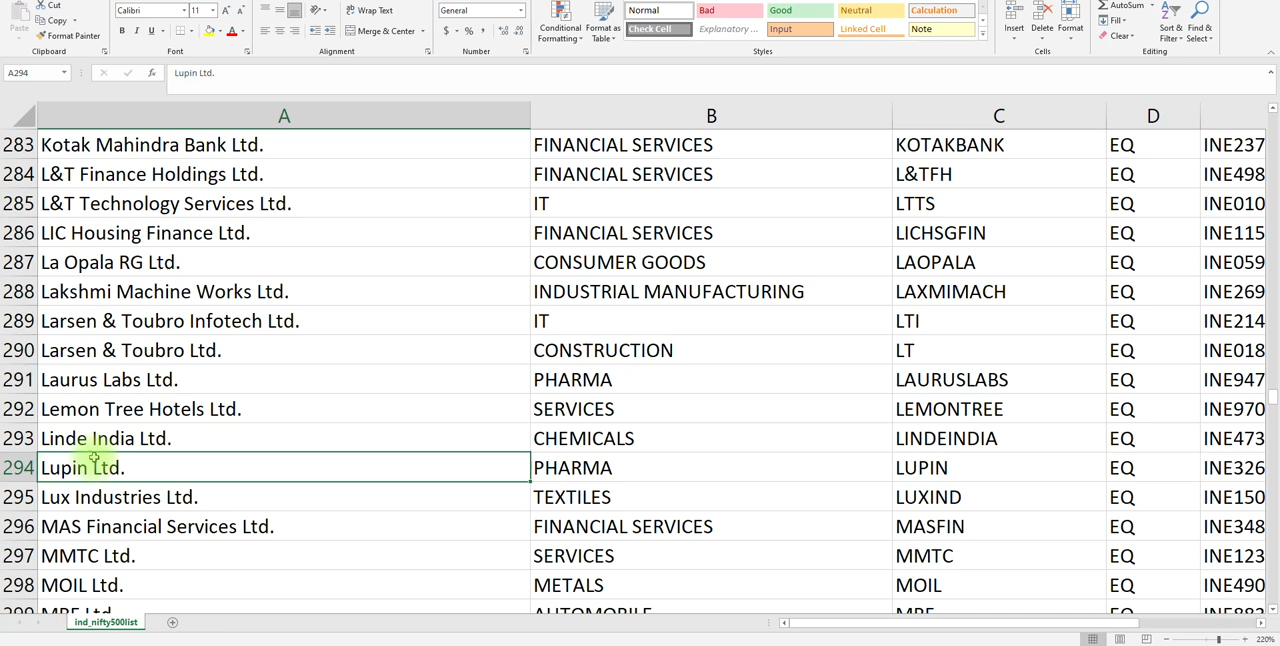 Cut
Copy
Format Painter
Paste
Clipboard
Calibri 11 A A
B I U A
Font
Wrap Text
Merge & Center
Alignment
General
$ % ,
Number
Conditional Formatting
Format as Table
Normal Bad Good Neutral Calculation
Check Cell Explanatory ... Input Linked Cell Note
Styles
Insert Delete Format
Cells
AutoSum
Fill
Clear
Sort & Filter
Find & Select
Editing
A294 fx Lupin Ltd.
A B C D
283 Kotak Mahindra Bank Ltd. FINANCIAL SERVICES KOTAKBANK EQ INE237
284 L&T Finance Holdings Ltd. FINANCIAL SERVICES L&TFH EQ INE498
285 L&T Technology Services Ltd. IT LTTS EQ INE010
286 LIC Housing Finance Ltd. FINANCIAL SERVICES LICHSGFIN EQ INE115
287 La Opala RG Ltd. CONSUMER GOODS LAOPALA EQ INE059
288 Lakshmi Machine Works Ltd. INDUSTRIAL MANUFACTURING LAXMIMACH EQ INE269
289 Larsen & Toubro Infotech Ltd. IT LTI EQ INE214
290 Larsen & Toubro Ltd. CONSTRUCTION LT EQ INE018
291 Laurus Labs Ltd. PHARMA LAURUSLABS EQ INE947
292 Lemon Tree Hotels Ltd. SERVICES LEMONTREE EQ INE970
293 Linde India Ltd. CHEMICALS LINDEINDIA EQ INE473
294 Lupin Ltd. PHARMA LUPIN EQ INE326
295 Lux Industries Ltd. TEXTILES LUXIND EQ INE150
296 MAS Financial Services Ltd. FINANCIAL SERVICES MASFIN EQ INE348
297 MMTC Ltd. SERVICES MMTC EQ INE123
298 MOIL Ltd. METALS MOIL EQ INE490
299 MRF Ltd. AUTOMOBILE MRF EQ INE883
ind_nifty500list
220%